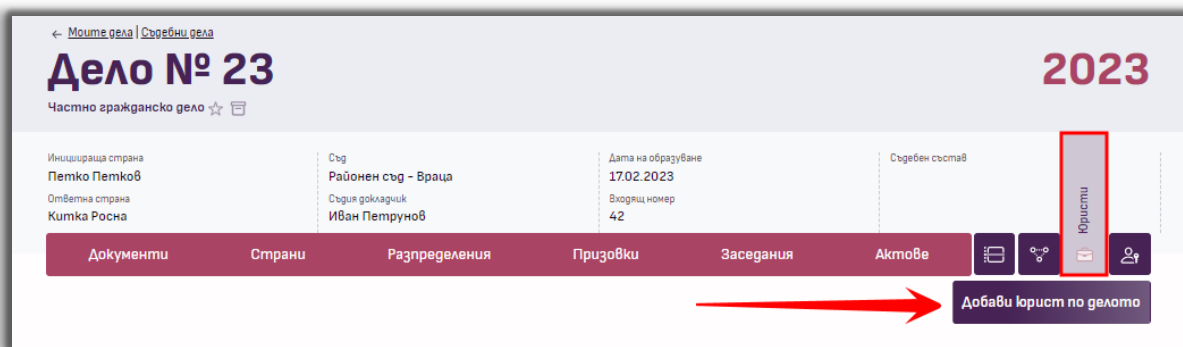 ← Моите дела | Съдебни дела
Дело № 23
2023
Частно гражданско дело
Инициираща страна
Петко Петков
Ответна страна
Китка Росна
Съд
Районен съд - Враца
Съдия докладчик
Иван Петрунов
Дата на образуване
17.02.2023
Входящ номер
42
Съдебен състав
Юристи
Документи Страни Разпределения Призовки Заседания Актове
Добави юрист по делото